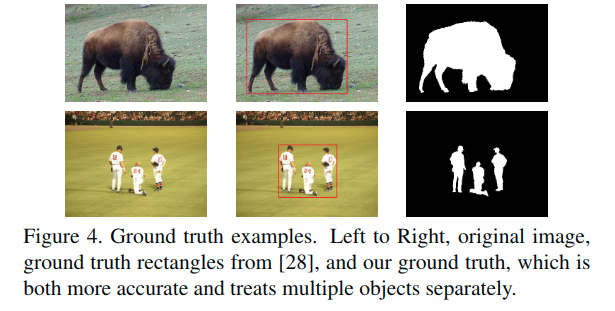 Figure 4. Ground truth examples. Left to Right, original image,
ground truth rectangles from [28], and our ground truth, which is
both more accurate and treats multiple objects separately.